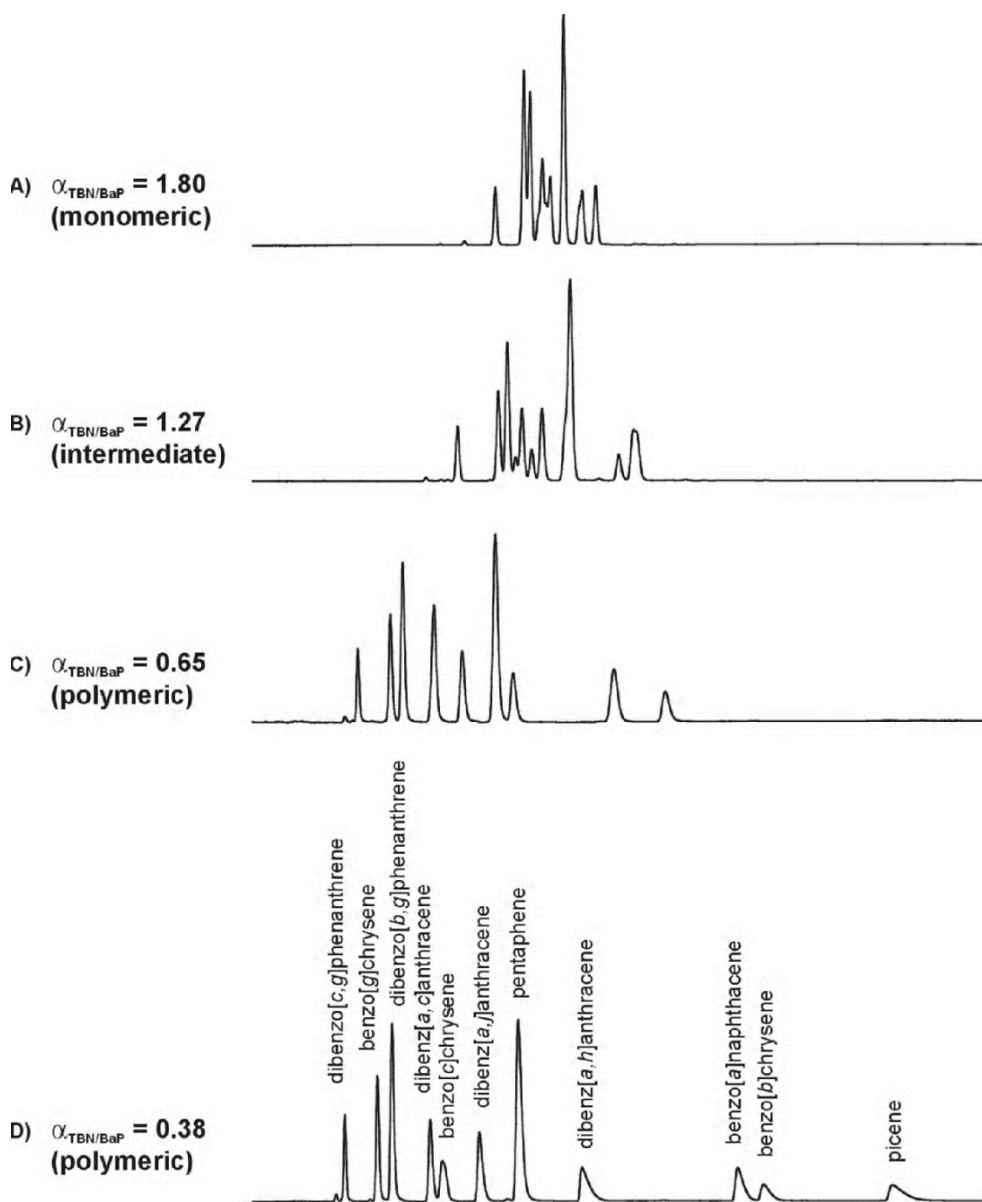 A) αTBN/BaP = 1.80
(monomeric)
B) αTBN/BaP = 1.27
(intermediate)
C) αTBN/BaP = 0.65
(polymeric)
D) αTBN/BaP = 0.38
(polymeric)
dibenzo[c,g]phenanthrene
benzo[g]chrysene
dibenzo[b,g]phenanthrene
dibenz[a,c]anthracene
benzo[c]chrysene
dibenz[a,j]anthracene
pentaphene
dibenz[a,h]anthracene
benzo[a]naphthacene
benzo[b]chrysene
picene